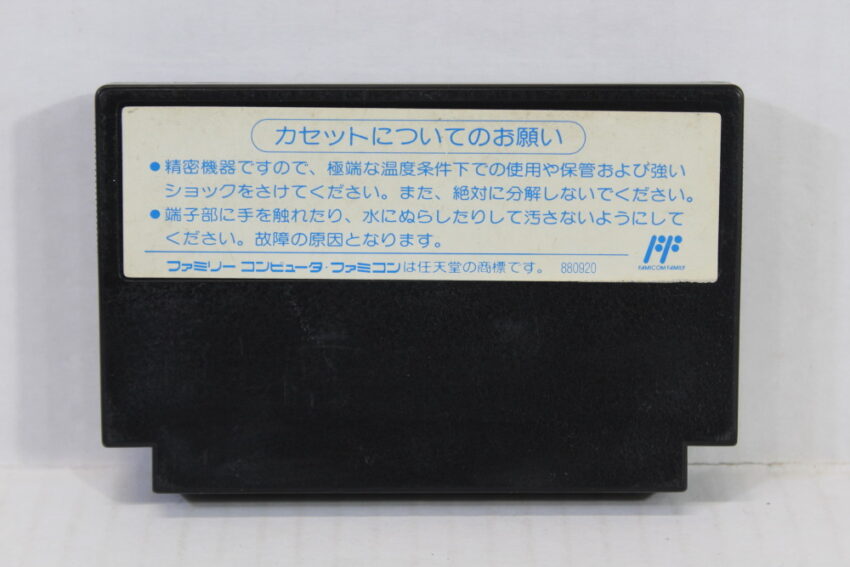 カセットについてのお願い
●精密機器ですので、極端な温度条件下での使用や保管および強い
ショックをさけてください。また、絶対に分解しないでください。
●端子部に手を触れたり、水にぬらしたりして汚さないようにして
ください。故障の原因となります。
ファミリー コンピュータ・ファミコンは任天堂の商標です。 880920
FAMICOM FAMILY